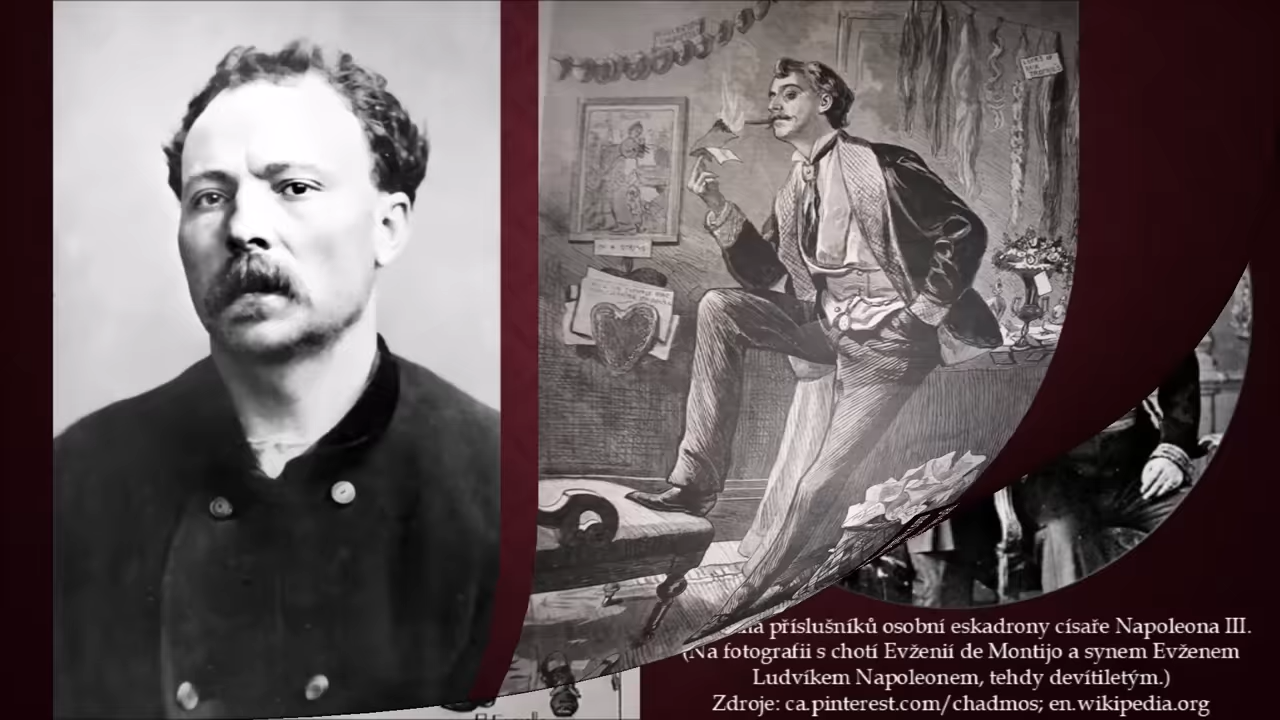 příslušníků osobní eskadrony císaře Napoleona III.
(Na fotografii s chotí Evženií de Montijo a synem Evženem
Ludvíkem Napoleonem, tehdy devítiletým.)
Zdroje: ca.pinterest.com/chadmos; en.wikipedia.org